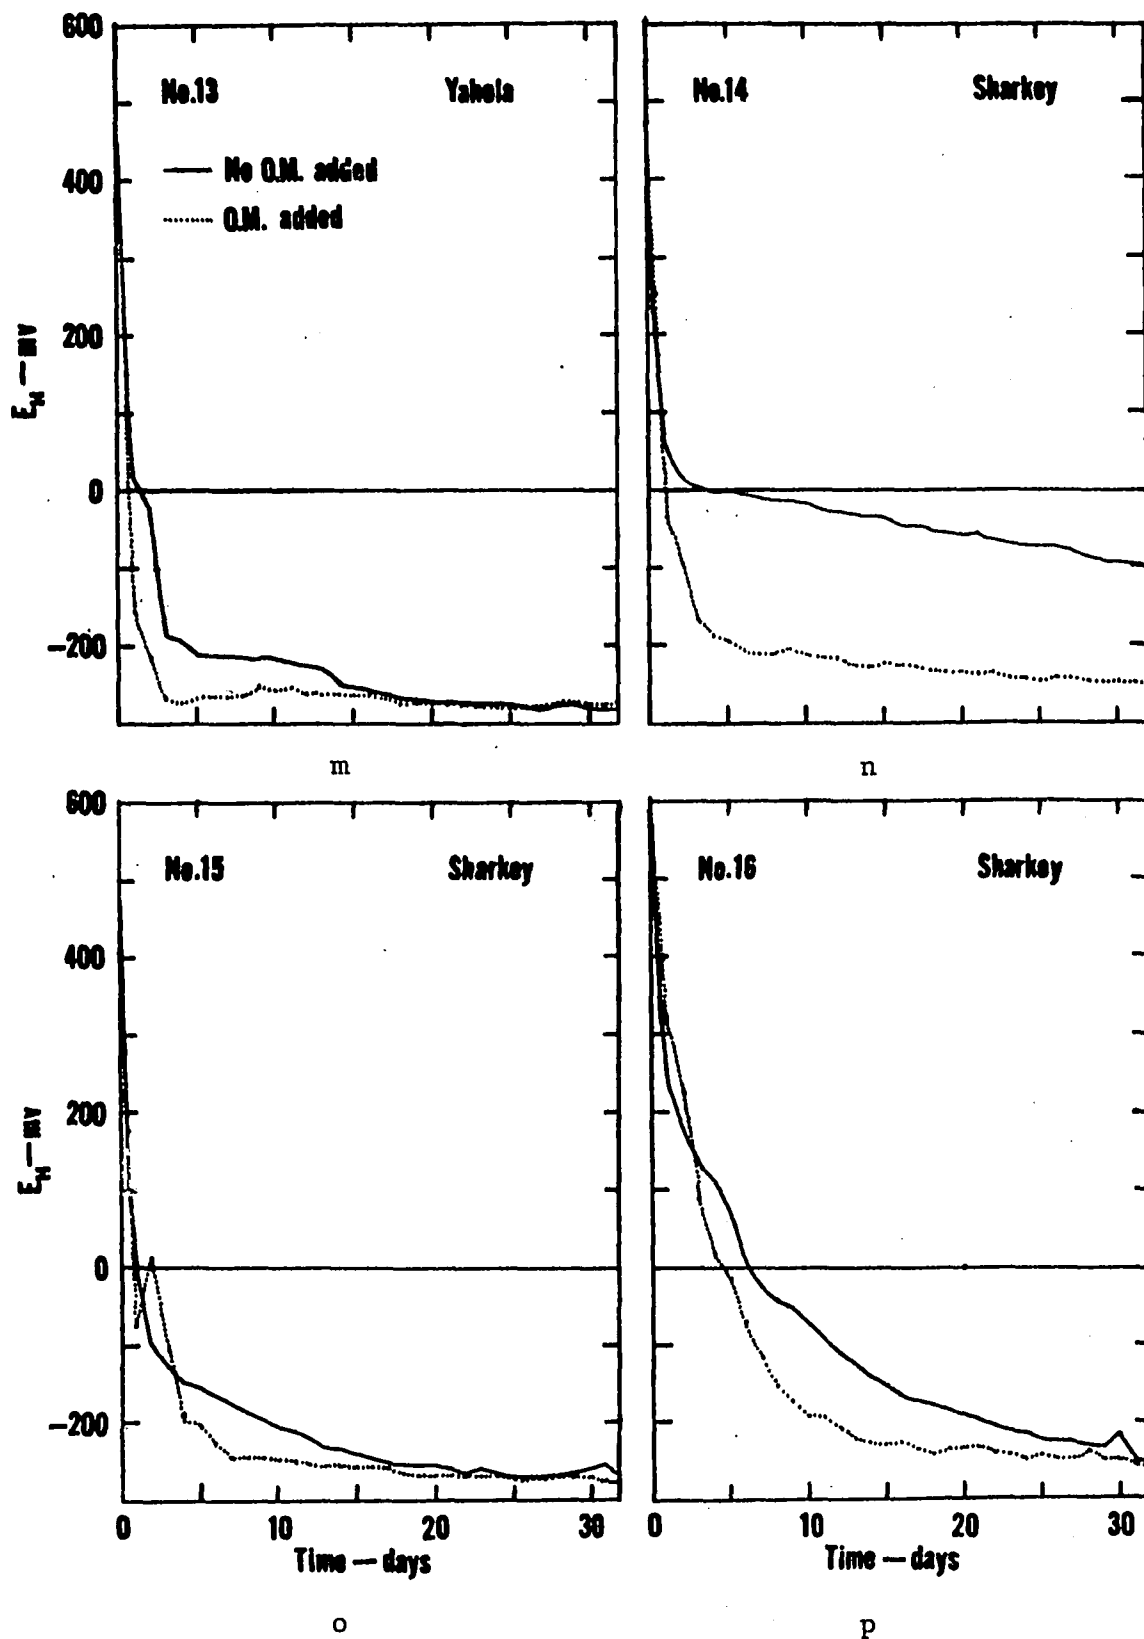 600
400
200
0
−200
E_H — mv
No.13 Yahola
No O.M. added
O.M. added
m
No.14 Sharkey
n
600
400
200
0
−200
E_H — mv
No.15 Sharkey
0 10 20 30
Time — days
o
No.16 Sharkey
0 10 20 30
Time — days
p